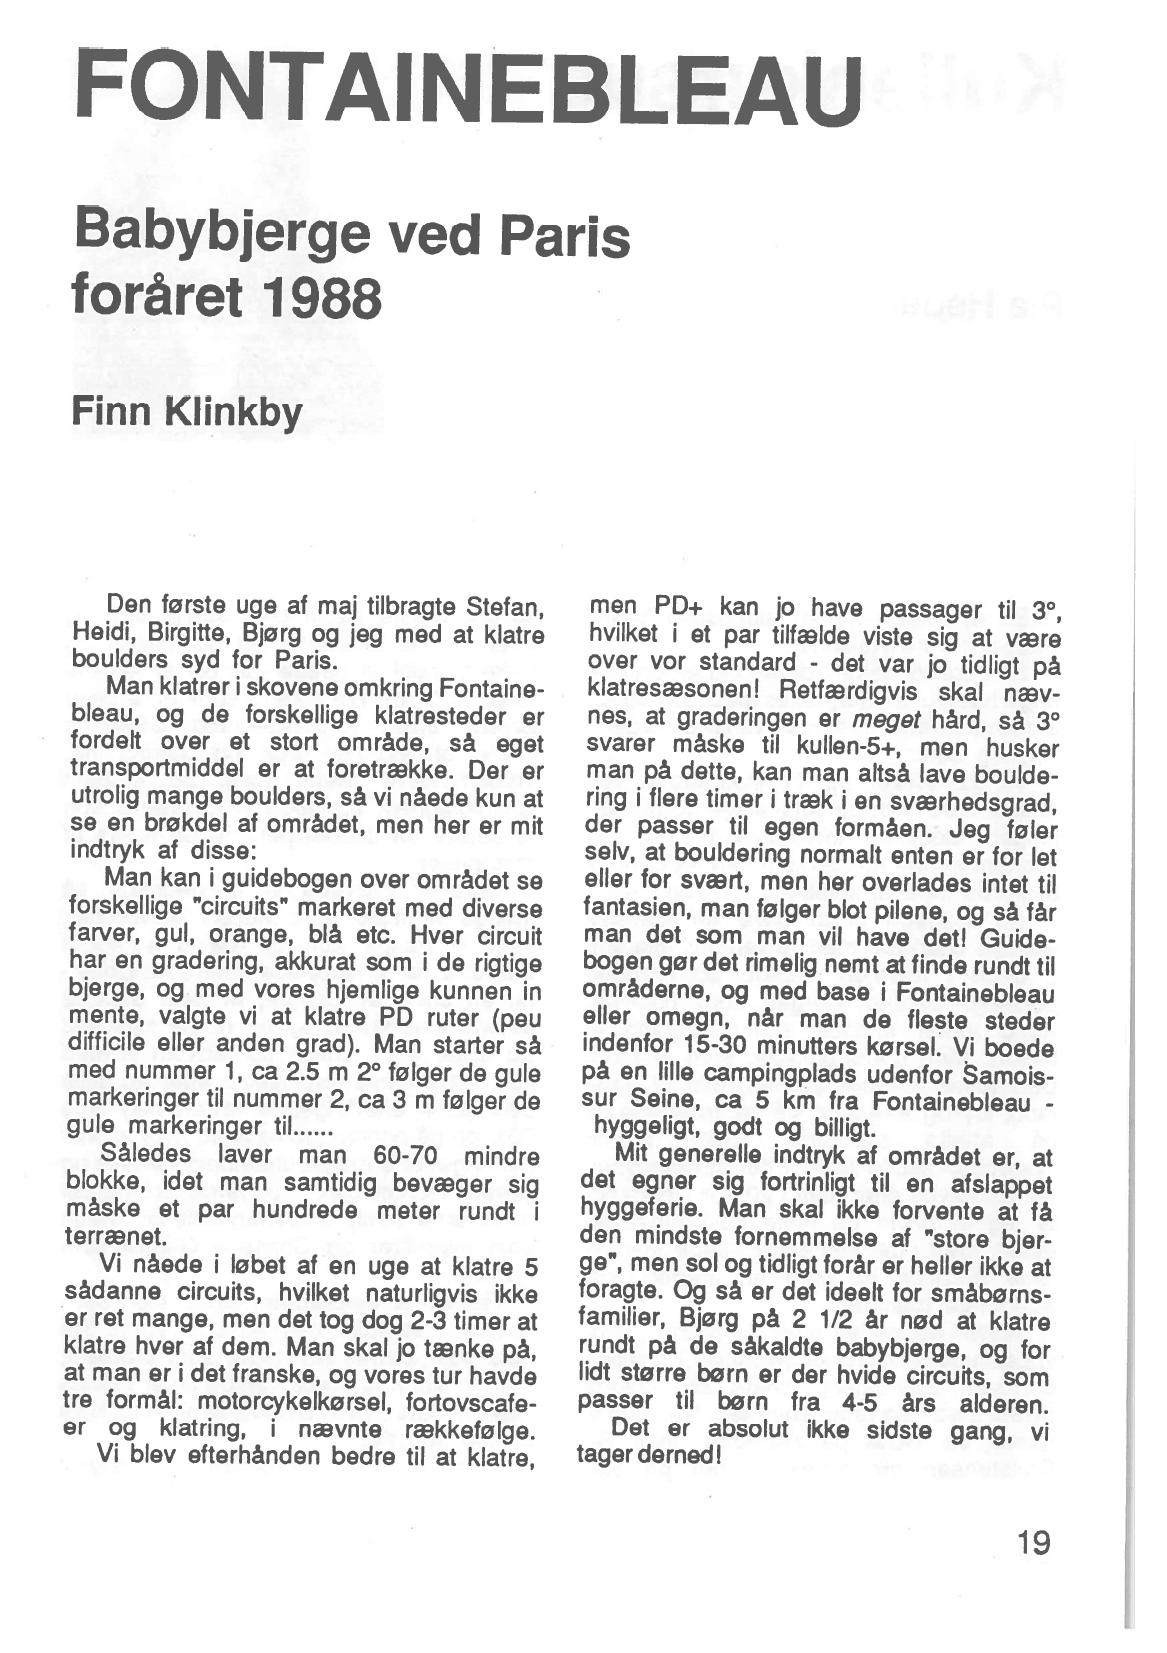 FONTAINEBLEAU
Babybjerge ved Paris
foråret 1988
Finn Klinkby
Den første uge af maj tilbragte Stefan,
Heidi, Birgitte, Bjørg og jeg med at klatre
boulders syd for Paris.
Man klatrer i skovene omkring Fontaine-
bleau, og de forskellige klatresteder er
fordelt over et stort område, så eget
transportmiddel er at foretrække. Der er
utrolig mange boulders, så vi nåede kun at
se en brøkdel af området, men her er mit
indtryk af disse:
Man kan i guidebogen over området se
forskellige "circuits" markeret med diverse
farver, gul, orange, blå etc. Hver circuit
har en gradering, akkurat som i de rigtige
bjerge, og med vores hjemlige kunnen in
mente, valgte vi at klatre PD ruter (peu
difficile eller anden grad). Man starter så
med nummer 1, ca 2.5 m 2° følger de gule
markeringer til nummer 2, ca 3 m følger de
gule markeringer til......
Således laver man 60-70 mindre
blokke, idet man samtidig bevæger sig
måske et par hundrede meter rundt i
terrænet.
Vi nåede i løbet af en uge at klatre 5
sådanne circuits, hvilket naturligvis ikke
er ret mange, men det tog dog 2-3 timer at
klatre hver af dem. Man skal jo tænke på,
at man er i det franske, og vores tur havde
tre formål: motorcykelkørsel, fortovscafe-
er og klatring, i nævnte rækkefølge.
Vi blev efterhånden bedre til at klatre,
men PD+ kan jo have passager til 3°,
hvilket i et par tilfælde viste sig at være
over vor standard - det var jo tidligt på
klatresæsonen! Retfærdigvis skal næv-
nes, at graderingen er meget hård, så 3°
svarer måske til kullen-5+, men husker
man på dette, kan man altså lave boulde-
ring i flere timer i træk i en sværhedsgrad,
der passer til egen formåen. Jeg føler
selv, at bouldering normalt enten er for let
eller for svært, men her overlades intet til
fantasien, man følger blot pilene, og så får
man det som man vil have det! Guide-
bogen gør det rimelig nemt at finde rundt til
områderne, og med base i Fontainebleau
eller omegn, når man de fleste steder
indenfor 15-30 minutters kørsel. Vi boede
på en lille campingplads udenfor Samois-
sur Seine, ca 5 km fra Fontainebleau -
hyggeligt, godt og billigt.
Mit generelle indtryk af området er, at
det egner sig fortrinligt til en afslappet
hyggeferie. Man skal ikke forvente at få
den mindste fornemmelse af "store bjer-
ge", men sol og tidligt forår er heller ikke at
foragte. Og så er det ideelt for småbørns-
familier, Bjørg på 2 1/2 år nød at klatre
rundt på de såkaldte babybjerge, og for
lidt større børn er der hvide circuits, som
passer til børn fra 4-5 års alderen.
Det er absolut ikke sidste gang, vi
tager derned!
19